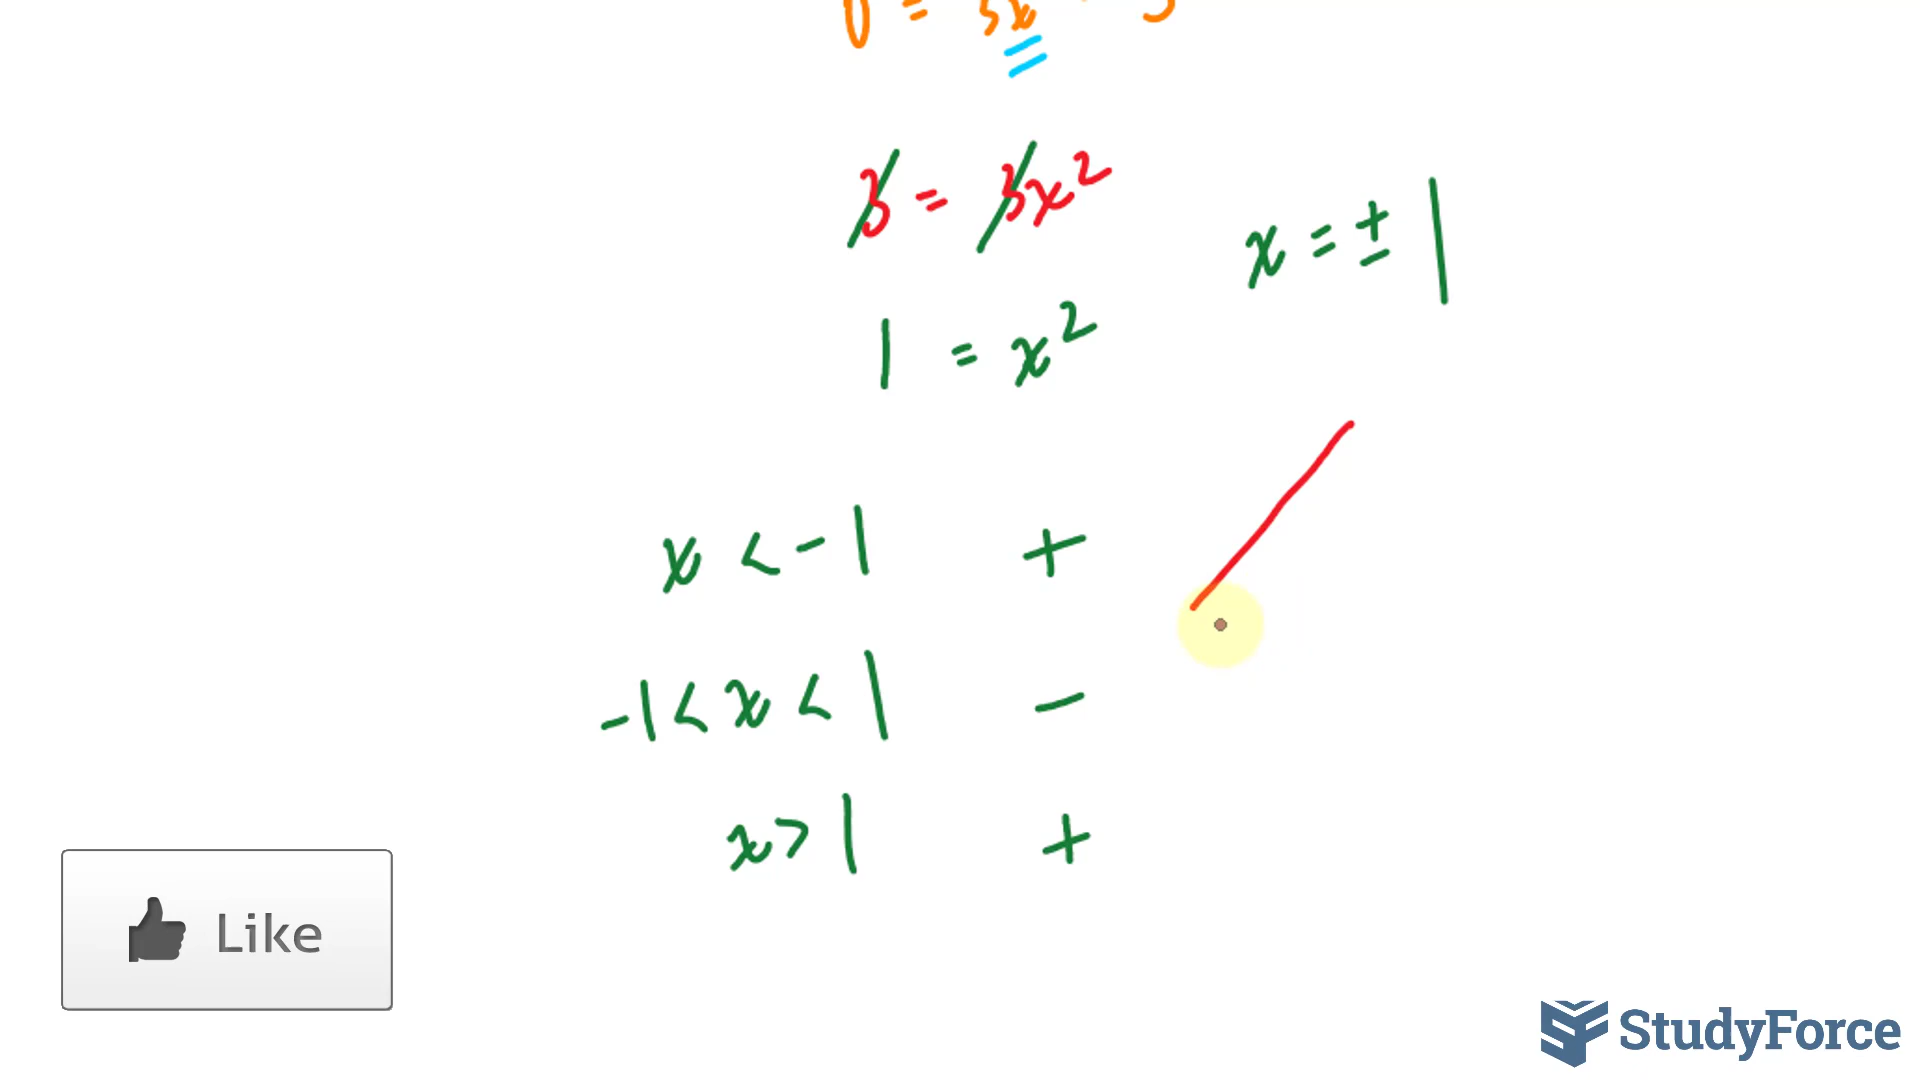 3 = 3x²
x = ± 1
1 = x²
x < -1 +
-1 < x < 1 -
x > 1 +
Like
StudyForce